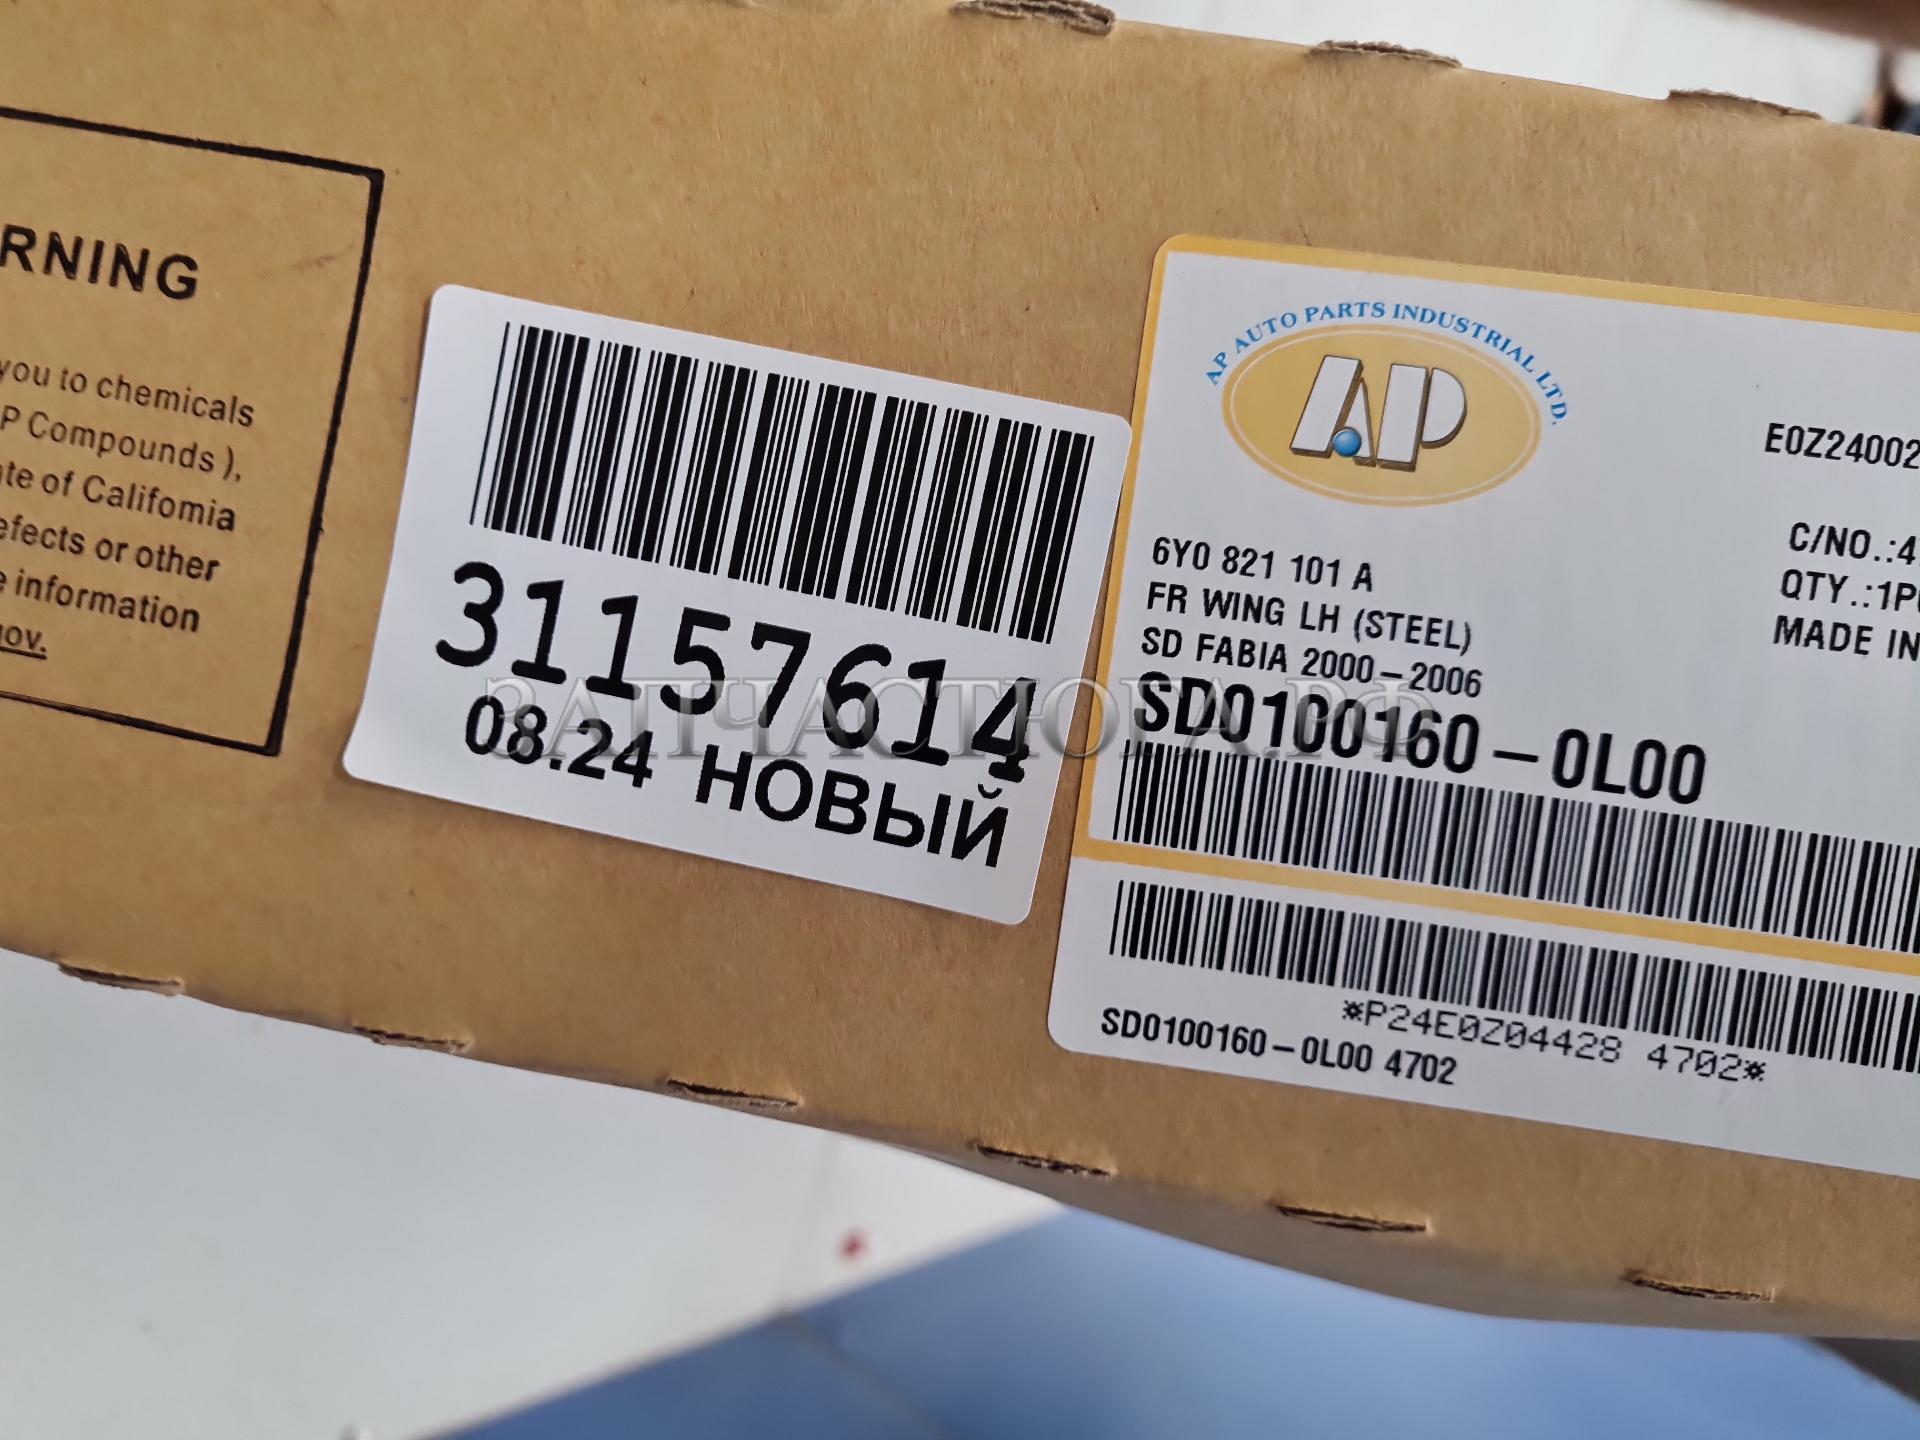 RNING
you to chemicals
P Compounds ),
te of Califomia
efects or other
e information
ov.
31157614
08.24 НОВЫЙ
ЗАПЧАСТЮГА.РФ
AP AUTO PARTS INDUSTRIAL LTD.
AP
E0Z24002
6Y0 821 101 A
FR WING LH (STEEL)
SD FABIA 2000-2006
SD0100160-0L00
C/NO.:4
QTY.:1P
MADE IN
*P24E0Z04428 4702*
SD0100160-0L00 4702